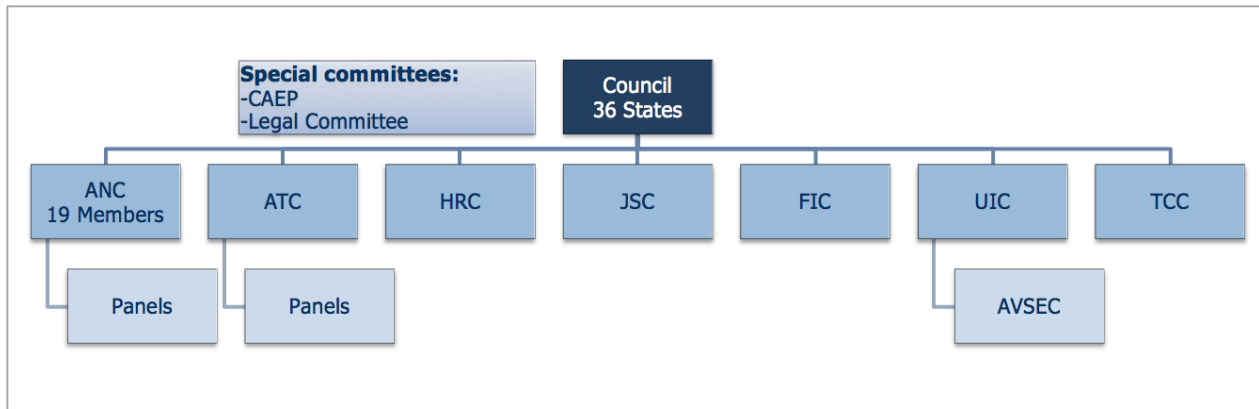 Special committees:
-CAEP
-Legal Committee
Council
36 States
ANC
19 Members
ATC
HRC
JSC
FIC
UIC
TCC
Panels
Panels
AVSEC